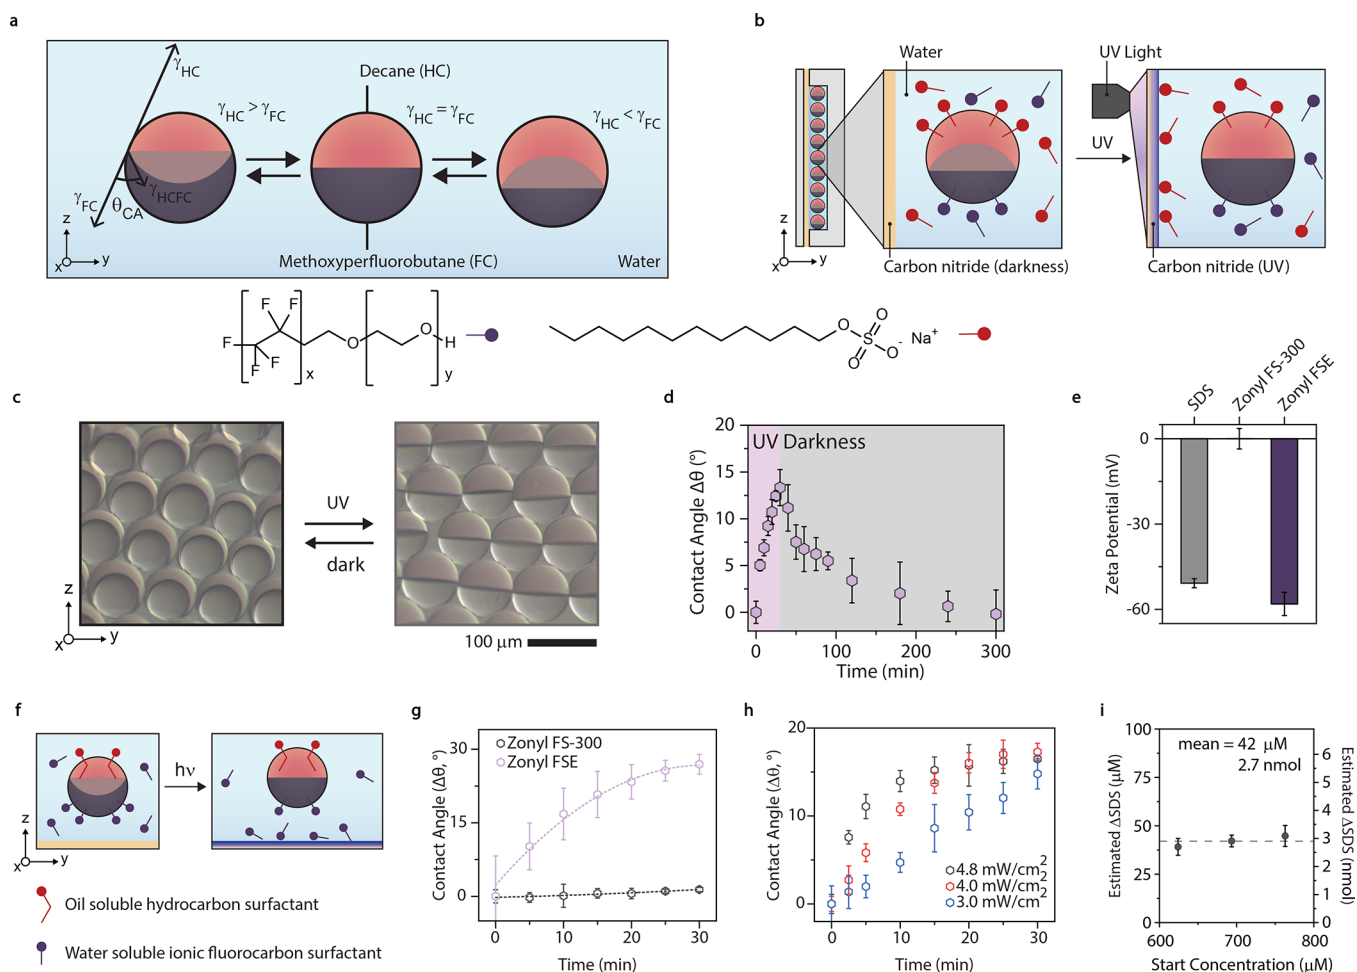 a
γHC
Decane (HC)
γHC > γFC
γHC = γFC
γHC < γFC
γHCFC
γFC
θCA
z
x
y
Methoxyperfluorobutane (FC)
Water
b
Water
UV Light
UV
z
x
y
Carbon nitride (darkness)
Carbon nitride (UV)
F F
F
F F
O
O
H
x
y
O
O
S
O
O-
Na+
c
UV
dark
z
x
y
100 μm
d
UV Darkness
Contact Angle Δθ (°)
20
15
10
5
0
0 100 200 300
Time (min)
e
SDS
Zonyl FS-300
Zonyl FSE
Zeta Potential (mV)
0
-30
-60
f
hν
z
x
y
Oil soluble hydrocarbon surfactant
Water soluble ionic fluorocarbon surfactant
g
Zonyl FS-300
Zonyl FSE
Contact Angle (Δθ, °)
30
15
0
0 10 20 30
Time (min)
h
Contact Angle (Δθ, °)
20
10
0
4.8 mW/cm2
4.0 mW/cm2
3.0 mW/cm2
0 10 20 30
Time (min)
i
mean = 42 μM
2.7 nmol
Estimated ΔSDS (μM)
100
75
50
25
0
Estimated ΔSDS (nmol)
6
5
4
3
2
1
0
600 700 800
Start Concentration (μM)